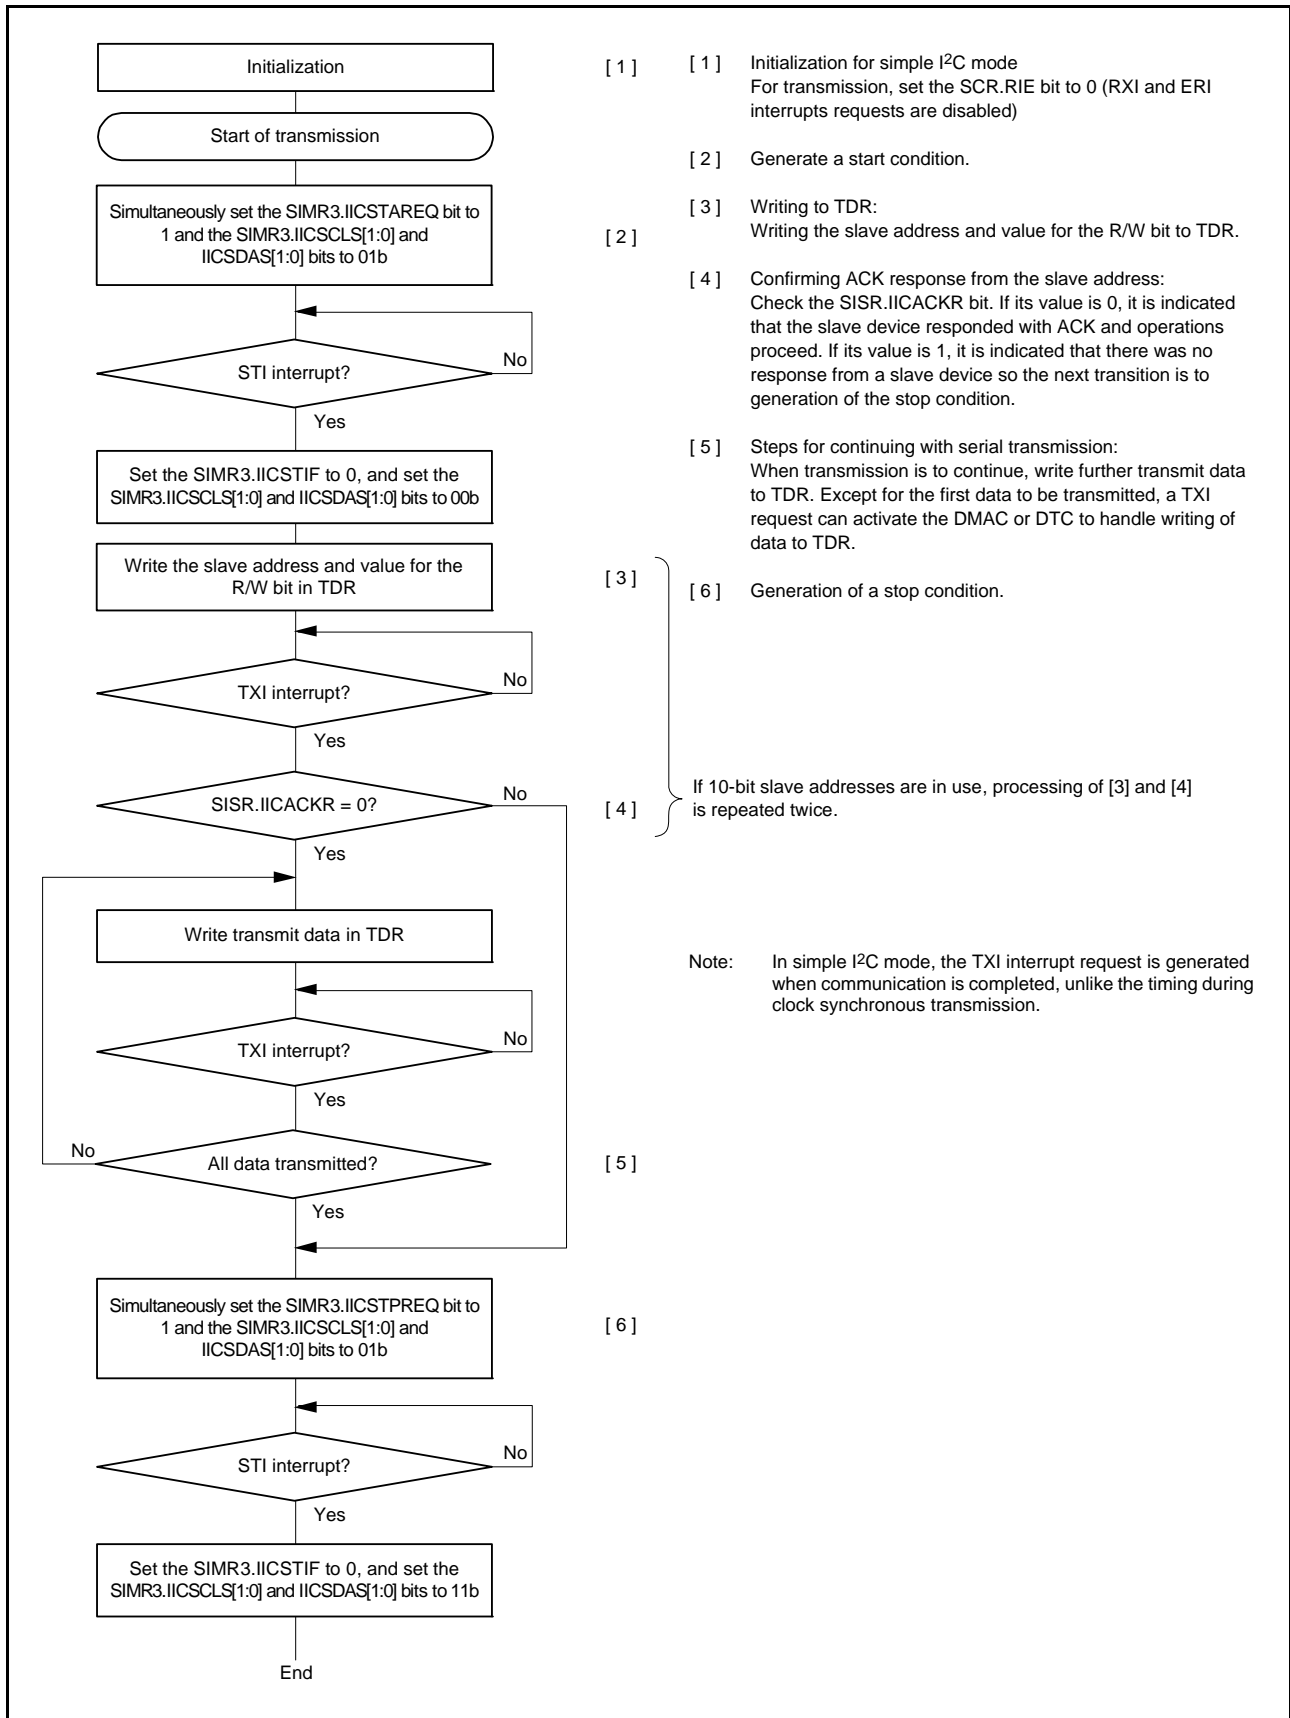 Initialization
[ 1 ]
Start of transmission
Simultaneously set the SIMR3.IICSTAREQ bit to
1 and the SIMR3.IICSCLS[1:0] and
IICSDAS[1:0] bits to 01b
[ 2 ]
STI interrupt?
No
Yes
Set the SIMR3.IICSTIF to 0, and set the
SIMR3.IICSCLS[1:0] and IICSDAS[1:0] bits to 00b
Write the slave address and value for the
R/W bit in TDR
[ 3 ]
TXI interrupt?
No
Yes
SISR.IICACKR = 0?
No
[ 4 ]
Yes
Write transmit data in TDR
TXI interrupt?
No
Yes
All data transmitted?
No
[ 5 ]
Yes
Simultaneously set the SIMR3.IICSTPREQ bit to
1 and the SIMR3.IICSCLS[1:0] and
IICSDAS[1:0] bits to 01b
[ 6 ]
STI interrupt?
No
Yes
Set the SIMR3.IICSTIF to 0, and set the
SIMR3.IICSCLS[1:0] and IICSDAS[1:0] bits to 11b
End
[ 1 ] Initialization for simple I2C mode
For transmission, set the SCR.RIE bit to 0 (RXI and ERI
interrupts requests are disabled)
[ 2 ] Generate a start condition.
[ 3 ] Writing to TDR:
Writing the slave address and value for the R/W bit to TDR.
[ 4 ] Confirming ACK response from the slave address:
Check the SISR.IICACKR bit. If its value is 0, it is indicated
that the slave device responded with ACK and operations
proceed. If its value is 1, it is indicated that there was no
response from a slave device so the next transition is to
generation of the stop condition.
[ 5 ] Steps for continuing with serial transmission:
When transmission is to continue, write further transmit data
to TDR. Except for the first data to be transmitted, a TXI
request can activate the DMAC or DTC to handle writing of
data to TDR.
[ 6 ] Generation of a stop condition.
If 10-bit slave addresses are in use, processing of [3] and [4]
is repeated twice.
Note: In simple I2C mode, the TXI interrupt request is generated
when communication is completed, unlike the timing during
clock synchronous transmission.